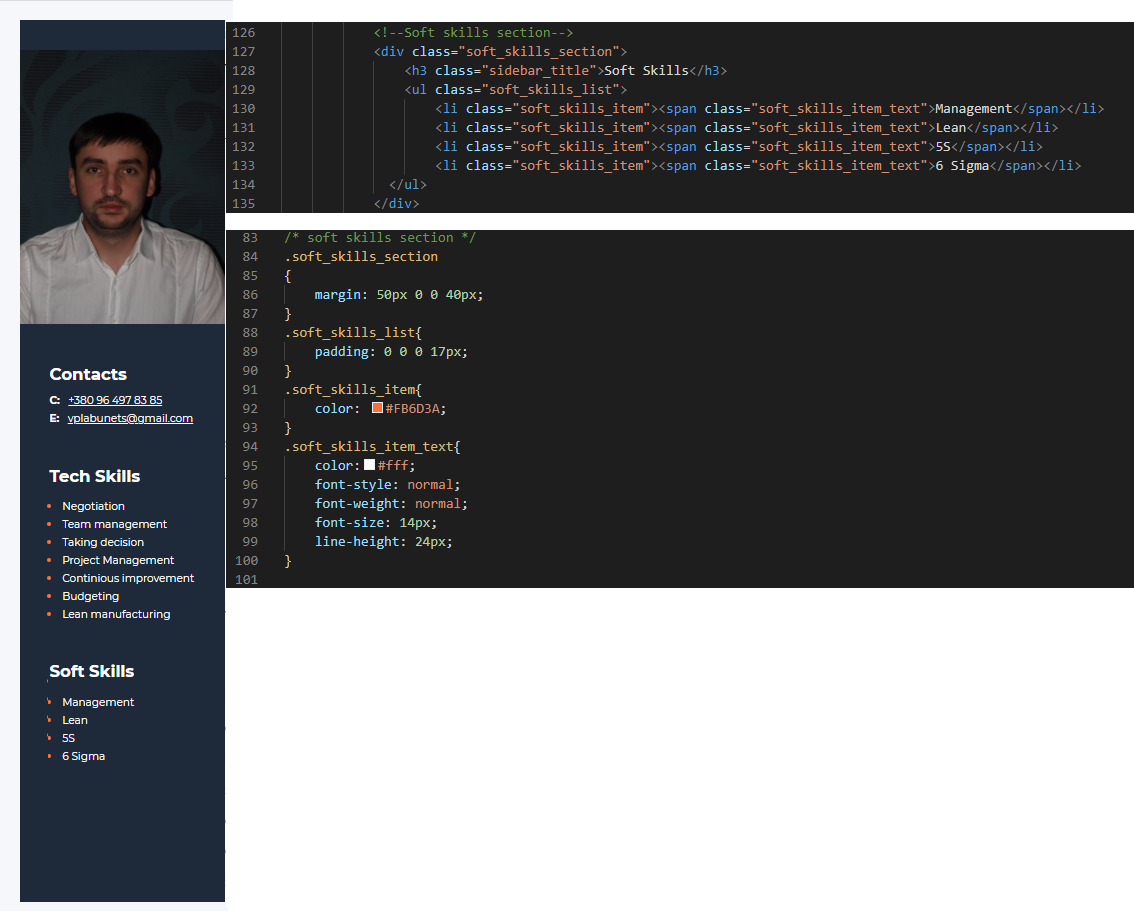 Contacts
C: +380 96 497 83 85
E: vplabunets@gmail.com
Tech Skills
Negotiation
Team management
Taking decision
Project Management
Continious improvement
Budgeting
Lean manufacturing
Soft Skills
Management
Lean
5S
6 Sigma
126 <!--Soft skills section-->
127 <div class="soft_skills_section">
128 <h3 class="sidebar_title">Soft Skills</h3>
129 <ul class="soft_skills_list">
130 <li class="soft_skills_item"><span class="soft_skills_item_text">Management</span></li>
131 <li class="soft_skills_item"><span class="soft_skills_item_text">Lean</span></li>
132 <li class="soft_skills_item"><span class="soft_skills_item_text">5S</span></li>
133 <li class="soft_skills_item"><span class="soft_skills_item_text">6 Sigma</span></li>
134 </ul>
135 </div>
83 /* soft skills section */
84 .soft_skills_section
85 {
86 margin: 50px 0 0 40px;
87 }
88 .soft_skills_list{
89 padding: 0 0 0 17px;
90 }
91 .soft_skills_item{
92 color: #FB6D3A;
93 }
94 .soft_skills_item_text{
95 color: #fff;
96 font-style: normal;
97 font-weight: normal;
98 font-size: 14px;
99 line-height: 24px;
100 }
101